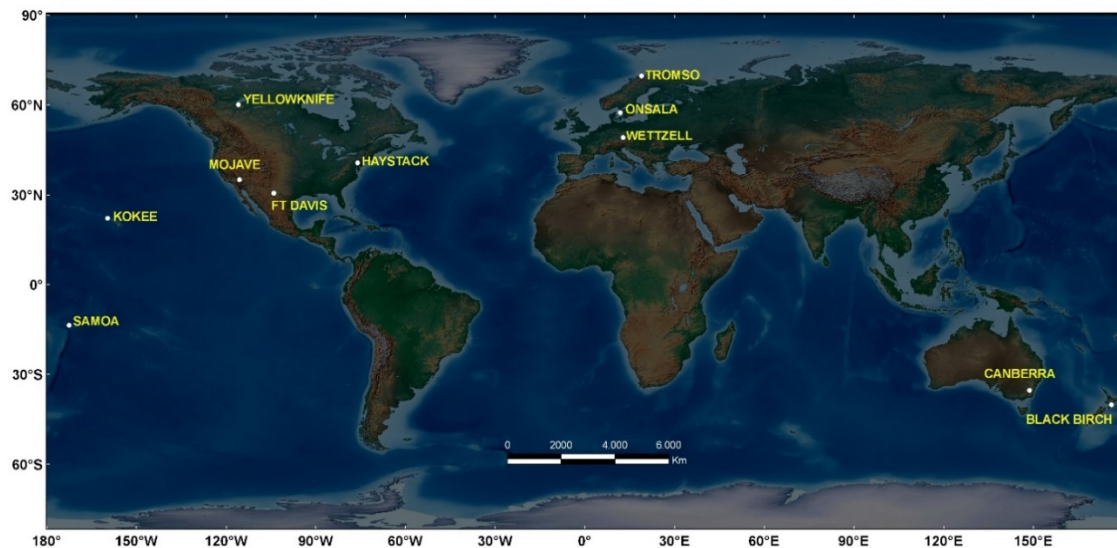 90°
TROMSO
YELLOWKNIFE
60°N
ONSALA
WETTZELL
MOJAVE
HAYSTACK
30°N
FT DAVIS
KOKEE
0°
SAMOA
30°S
CANBERRA
BLACK BIRCH
0 2000 4.000 6.000
Km
60°S
180° 150°W 120°W 90°W 60°W 30°W 0° 30°E 60°E 90°E 120°E 150°E